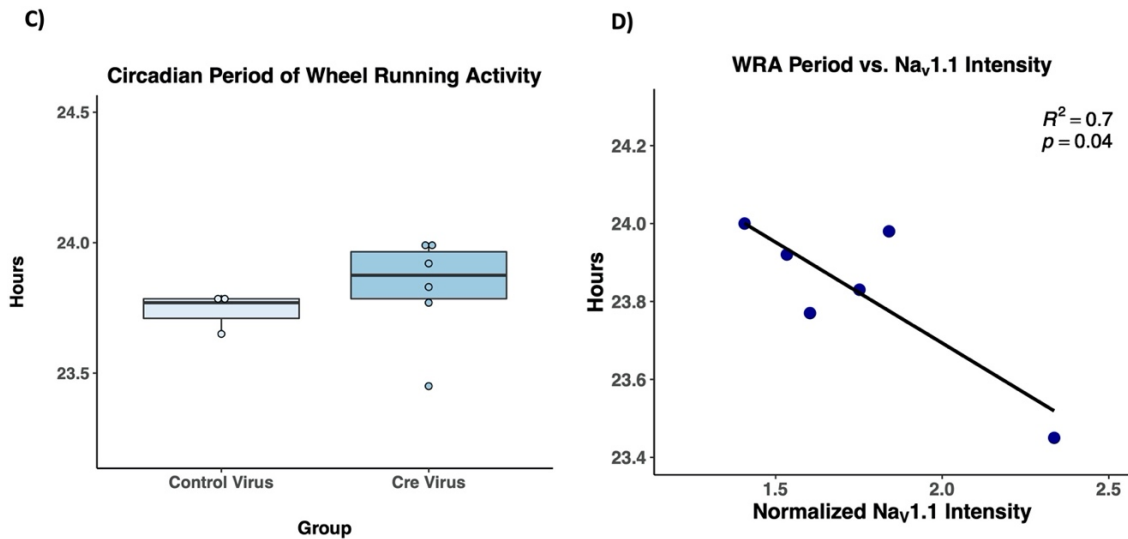 C)
Circadian Period of Wheel Running Activity
24.5
24.0
23.5
Hours
Control Virus
Cre Virus
Group
D)
WRA Period vs. Naᵥ1.1 Intensity
R² = 0.7
p = 0.04
24.2
24.0
23.8
23.6
23.4
Hours
1.5
2.0
2.5
Normalized Naᵥ1.1 Intensity